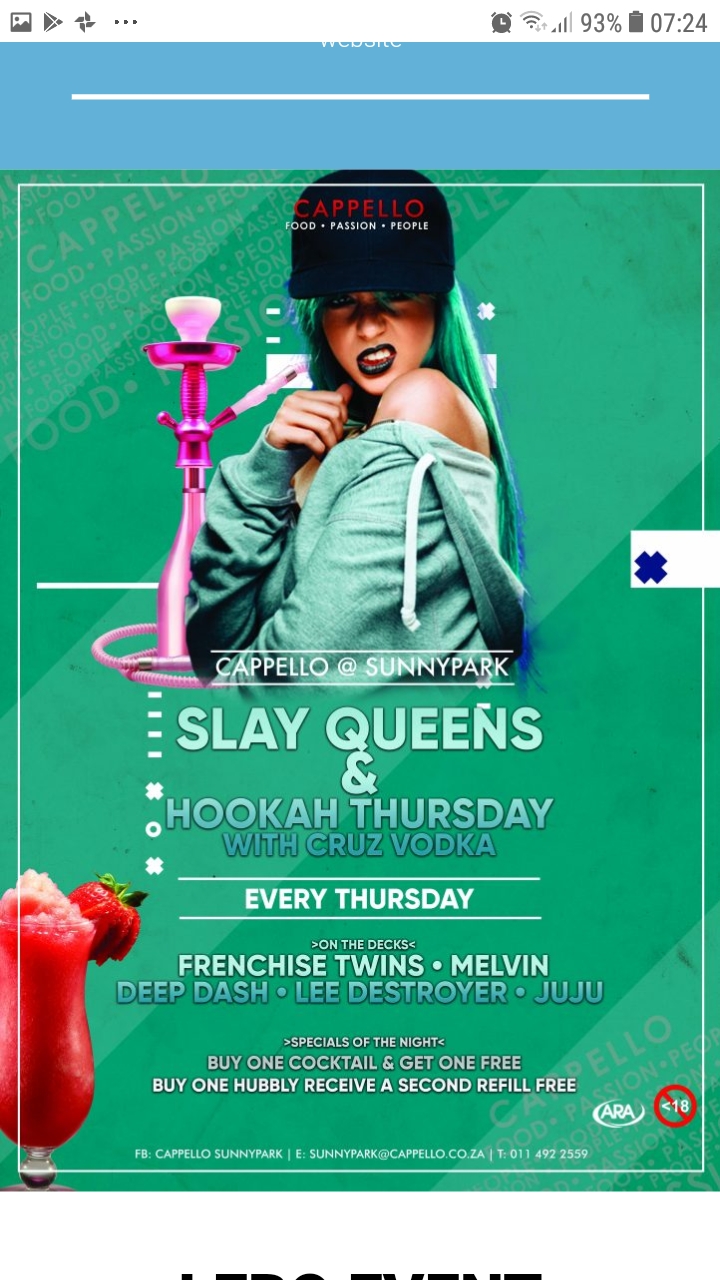 93% 07:24
Website
CAPPELLO
FOOD • PASSION • PEOPLE
CAPPELLO @ SUNNYPARK
SLAY QUEENS
&
HOOKAH THURSDAY
WITH CRUZ VODKA
EVERY THURSDAY
>ON THE DECKS<
FRENCHISE TWINS • MELVIN
DEEP DASH • LEE DESTROYER • JUJU
>SPECIALS OF THE NIGHT<
BUY ONE COCKTAIL & GET ONE FREE
BUY ONE HUBBLY RECEIVE A SECOND REFILL FREE
ARA
<18
FB: CAPPELLO SUNNYPARK | E: SUNNYPARK@CAPPELLO.CO.ZA | T: 011 492 2559